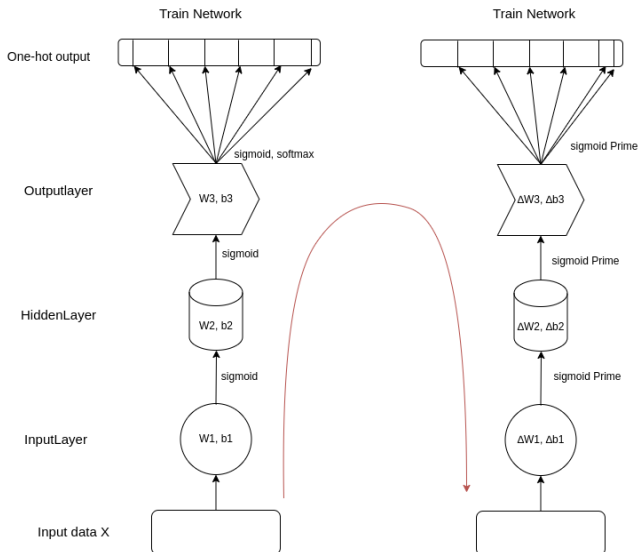 Train Network
Train Network
One-hot output
sigmoid, softmax
sigmoid Prime
Outputlayer
W3, b3
ΔW3, Δb3
sigmoid
sigmoid Prime
HiddenLayer
W2, b2
ΔW2, Δb2
sigmoid
sigmoid Prime
InputLayer
W1, b1
ΔW1, Δb1
Input data X